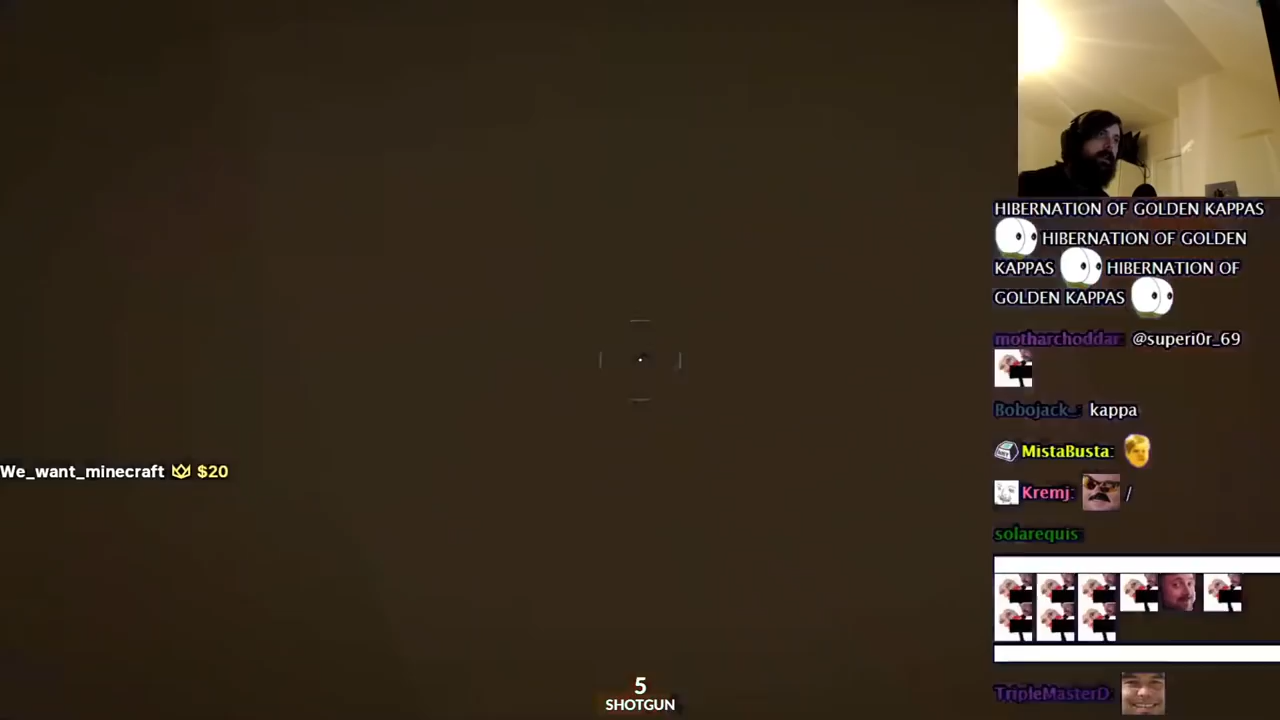 HIBERNATION OF GOLDEN KAPPAS
HIBERNATION OF GOLDEN
KAPPAS HIBERNATION OF
GOLDEN KAPPAS
motharchoddar: @superi0r_69
Bobojack_: kappa
MistaBusta:
Kremj: /
solarequis:
TripleMasterD:
We_want_minecraft $20
5
SHOTGUN